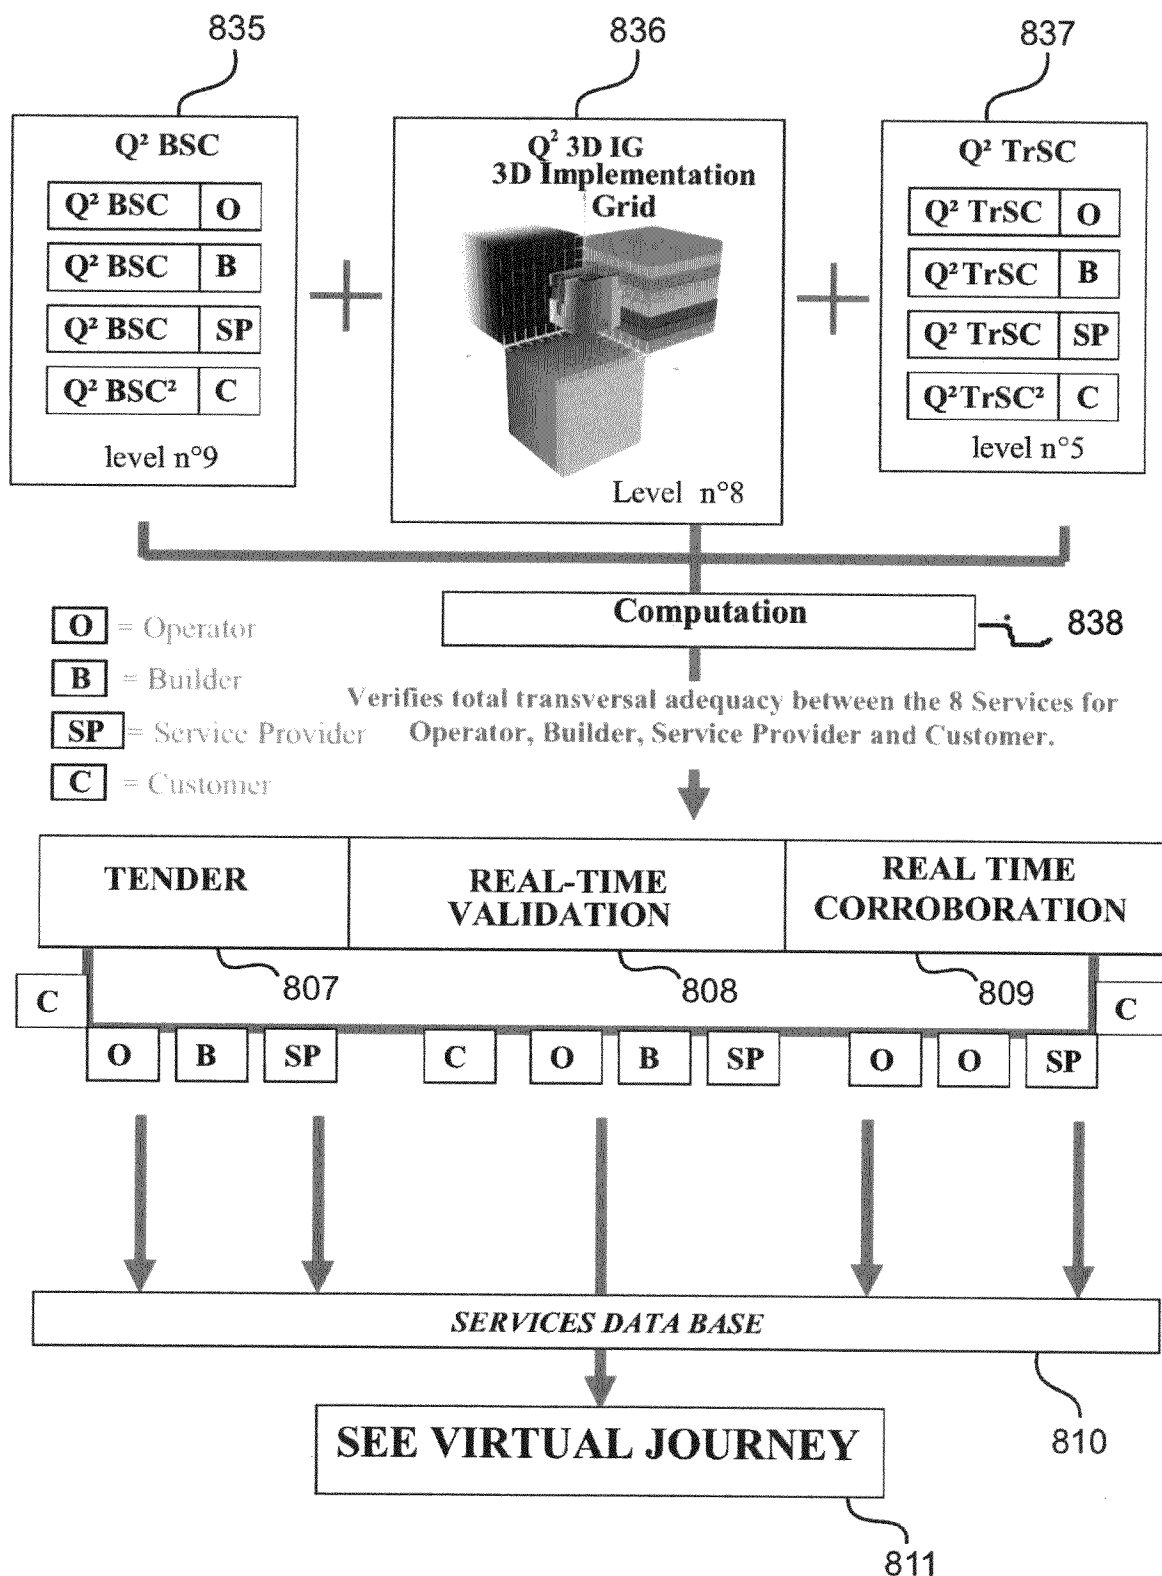 835
836
837
Q² BSC
Q² BSC O
Q² BSC B
Q² BSC SP
Q² BSC² C
level n°9
Q² 3D IG
3D Implementation
Grid
Level n°8
Q² TrSC
Q² TrSC O
Q² TrSC B
Q² TrSC SP
Q² TrSC² C
level n°5
Computation
838
O = Operator
B = Builder
SP = Service Provider
C = Customer
Verifies total transversal adequacy between the 8 Services for
Operator, Builder, Service Provider and Customer.
TENDER
REAL-TIME
VALIDATION
REAL TIME
CORROBORATION
807
808
809
C
C
O B SP C O B SP O O SP
SERVICES DATA BASE
810
SEE VIRTUAL JOURNEY
811